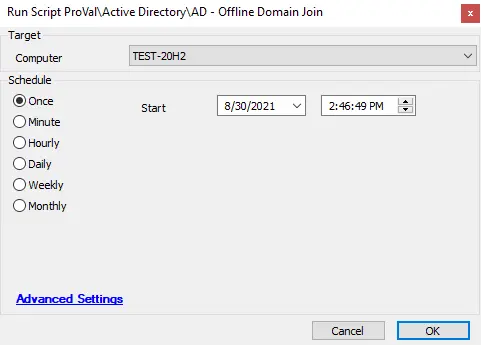 Run Script ProVal\Active Directory\AD - Offline Domain Join
x
Target
Computer TEST-20H2
Schedule
Once Start 8/30/2021 2:46:49 PM
Minute
Hourly
Daily
Weekly
Monthly
Advanced Settings
Cancel OK